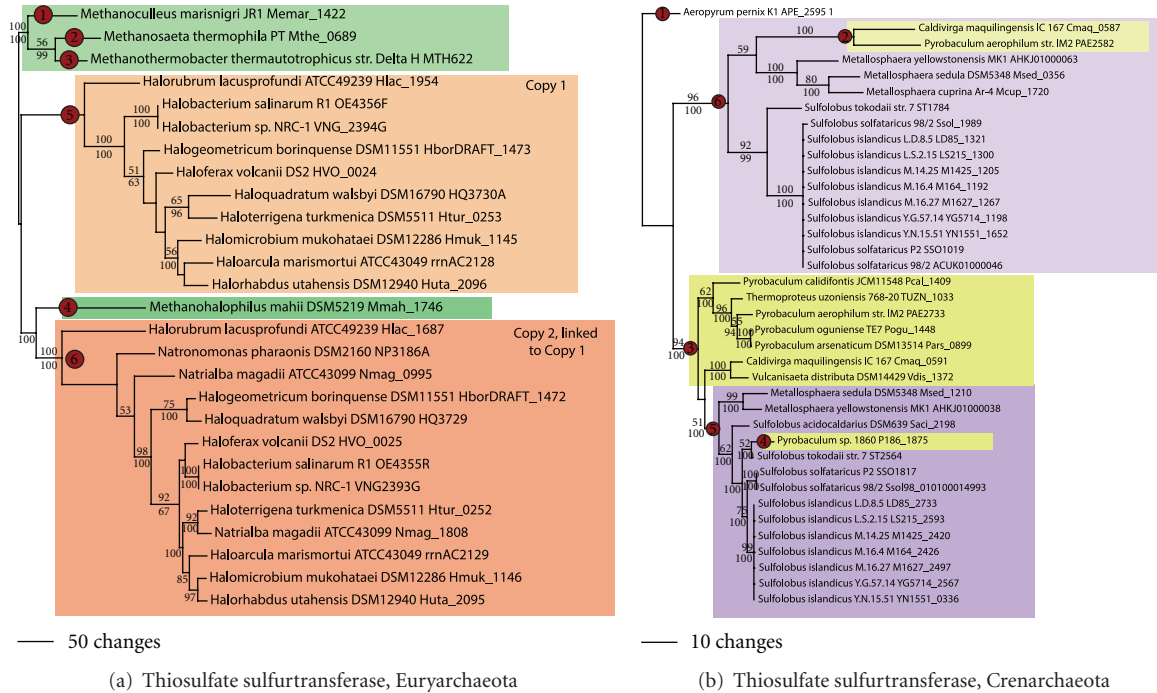 1
Methanoculleus marisnigri JR1 Memar_1422
100
100
56
99
2
Methanosaeta thermophila PT Mthe_0689
3
Methanothermobacter thermautotrophicus str. Delta H MTH622
Halorubrum lacusprofundi ATCC49239 Hlac_1954
Copy 1
5
100
100
Halobacterium salinarum R1 OE4356F
100
100
Halobacterium sp. NRC-1 VNG_2394G
Halogeometricum borinquense DSM11551 HborDRAFT_1473
51
63
Haloferax volcanii DS2 HVO_0024
Haloquadratum walsbyi DSM16790 HQ3730A
65
96
Haloterrigena turkmenica DSM5511 Htur_0253
Halomicrobium mukohataei DSM12286 Hmuk_1145
56
100
Haloarcula marismortui ATCC43049 rrnAC2128
Halorhabdus utahensis DSM12940 Huta_2096
4
Methanohalophilus mahii DSM5219 Mmah_1746
100
100
6
Halorubrum lacusprofundi ATCC49239 Hlac_1687
Copy 2, linked
to Copy 1
Natronomonas pharaonis DSM2160 NP3186A
Natrialba magadii ATCC43099 Nmag_0995
53
Halogeometricum borinquense DSM11551 HborDRAFT_1472
75
100
Haloquadratum walsbyi DSM16790 HQ3729
98
100
Haloferax volcanii DS2 HVO_0025
Halobacterium salinarum R1 OE4355R
100
100
Halobacterium sp. NRC-1 VNG2393G
92
67
Haloterrigena turkmenica DSM5511 Htur_0252
92
100
Natrialba magadii ATCC43099 Nmag_1808
100
Haloarcula marismortui ATCC43049 rrnAC2129
85
Halomicrobium mukohataei DSM12286 Hmuk_1146
97
Halorhabdus utahensis DSM12940 Huta_2095
50 changes
(a) Thiosulfate sulfurtransferase, Euryarchaeota
1
Aeropyrum pernix K1 APE_2595 1
Caldivirga maquilingensis IC 167 Cmaq_0587
100
2
Pyrobaculum aerophilum str. IM2 PAE2582
59
Metallosphaera yellowstonensis MK1 AHKJ01000063
100
100
Metallosphaera sedula DSM5348 Msed_0356
80
100
Metallosphaera cuprina Ar-4 Mcup_1720
96
100
6
Sulfolobus tokodaii str. 7 ST1784
Sulfolobus solfataricus 98/2 Ssol_1989
Sulfolobus islandicus L.D.8.5 LD85_1321
92
99
Sulfolobus islandicus L.S.2.15 LS215_1300
Sulfolobus islandicus M.14.25 M1425_1205
Sulfolobus islandicus M.16.4 M164_1192
100
100
Sulfolobus islandicus M.16.27 M1627_1267
Sulfolobus islandicus Y.G.57.14 YG5714_1198
Sulfolobus islandicus Y.N.15.51 YN1551_1652
Sulfolobus solfataricus P2 SSO1019
Sulfolobus solfataricus 98/2 ACUK01000046
Pyrobaculum calidifontis JCM11548 Pcal_1409
62
100
Thermoproteus uzoniensis 768-20 TUZN_1033
96
100
Pyrobaculum aerophilum str. IM2 PAE2733
55
94
Pyrobaculum oguniense TE7 Pogu_1448
100
100
Pyrobaculum arsenaticum DSM13514 Pars_0899
94
100
3
Caldivirga maquilingensis IC 167 Cmaq_0591
100
100
Vulcanisaeta distributa DSM14429 Vdis_1372
Metallosphaera sedula DSM5348 Msed_1210
99
100
Metallosphaera yellowstonensis MK1 AHKJ01000038
51
100
5
Sulfolobus acidocaldarius DSM639 Saci_2198
4
Pyrobaculum sp. 1860 P186_1875
62
100
52
100
Sulfolobus tokodaii str. 7 ST2564
Sulfolobus solfataricus P2 SSO1817
100
100
Sulfolobus solfataricus 98/2 Ssol98_010100014993
Sulfolobus islandicus L.D.8.5 LD85_2733
75
100
Sulfolobus islandicus L.S.2.15 LS215_2593
Sulfolobus islandicus M.14.25 M1425_2420
99
100
Sulfolobus islandicus M.16.4 M164_2426
Sulfolobus islandicus M.16.27 M1627_2497
Sulfolobus islandicus Y.G.57.14 YG5714_2567
Sulfolobus islandicus Y.N.15.51 YN1551_0336
10 changes
(b) Thiosulfate sulfurtransferase, Crenarchaeota